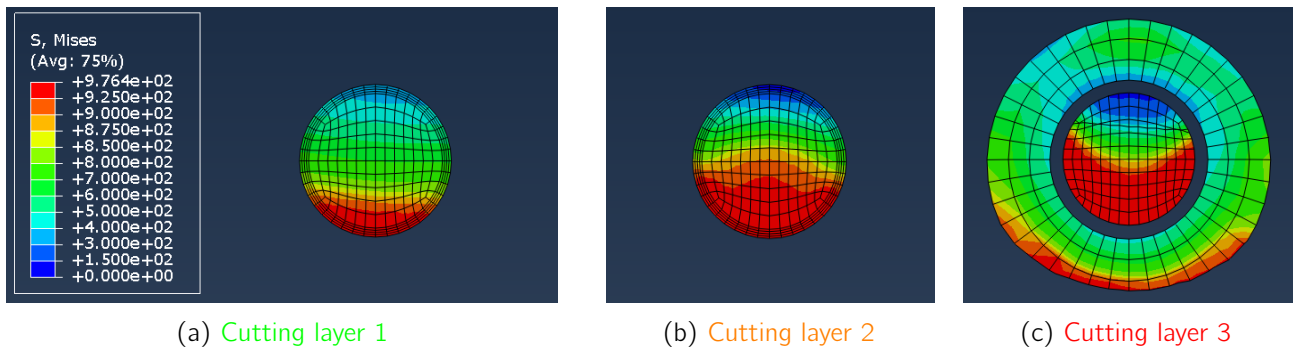 S, Mises
(Avg: 75%)
+9.764e+02
+9.250e+02
+9.000e+02
+8.750e+02
+8.500e+02
+8.000e+02
+7.000e+02
+6.000e+02
+5.000e+02
+4.000e+02
+3.000e+02
+1.500e+02
+0.000e+00
(a) Cutting layer 1
(b) Cutting layer 2
(c) Cutting layer 3